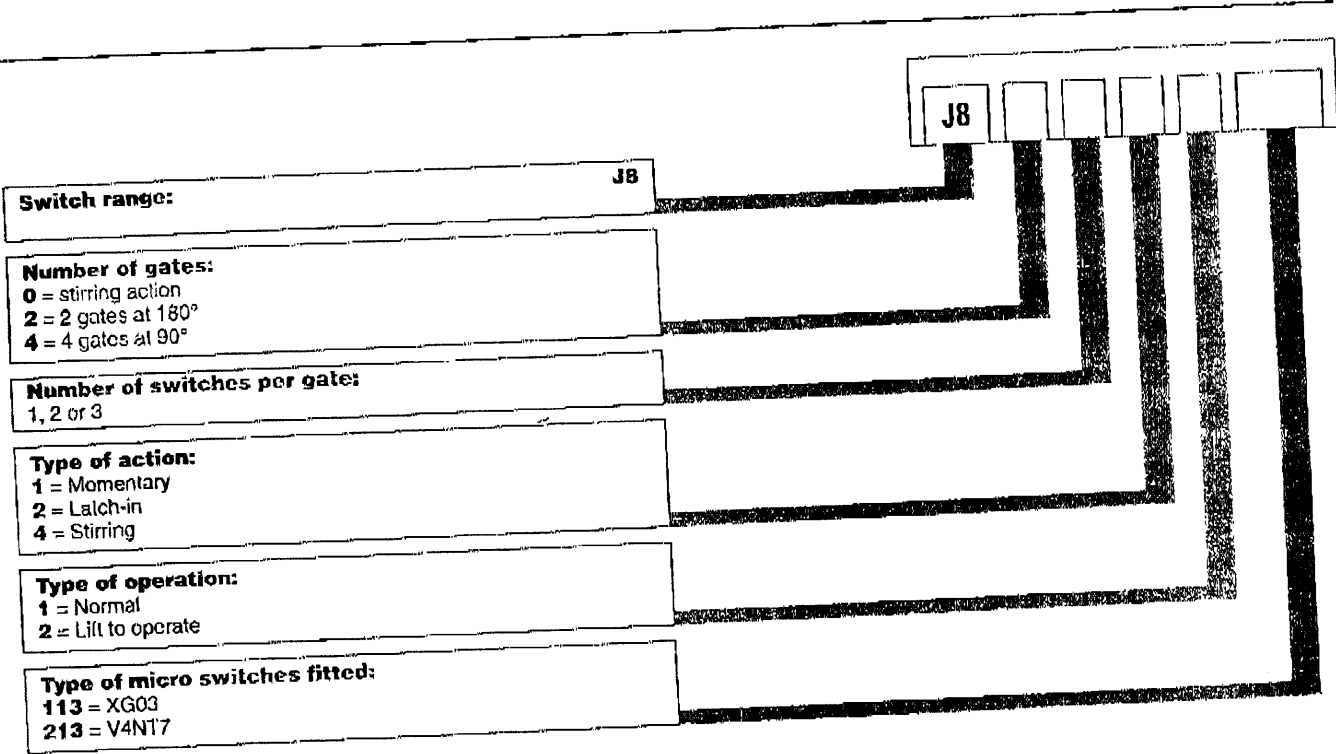 J8
Switch range: J8
Number of gates:
0 = stirring action
2 = 2 gates at 180°
4 = 4 gates at 90°
Number of switches per gate:
1, 2 or 3
Type of action:
1 = Momentary
2 = Latch-in
4 = Stirring
Type of operation:
1 = Normal
2 = Lift to operate
Type of micro switches fitted:
113 = XG03
213 = V4NT7